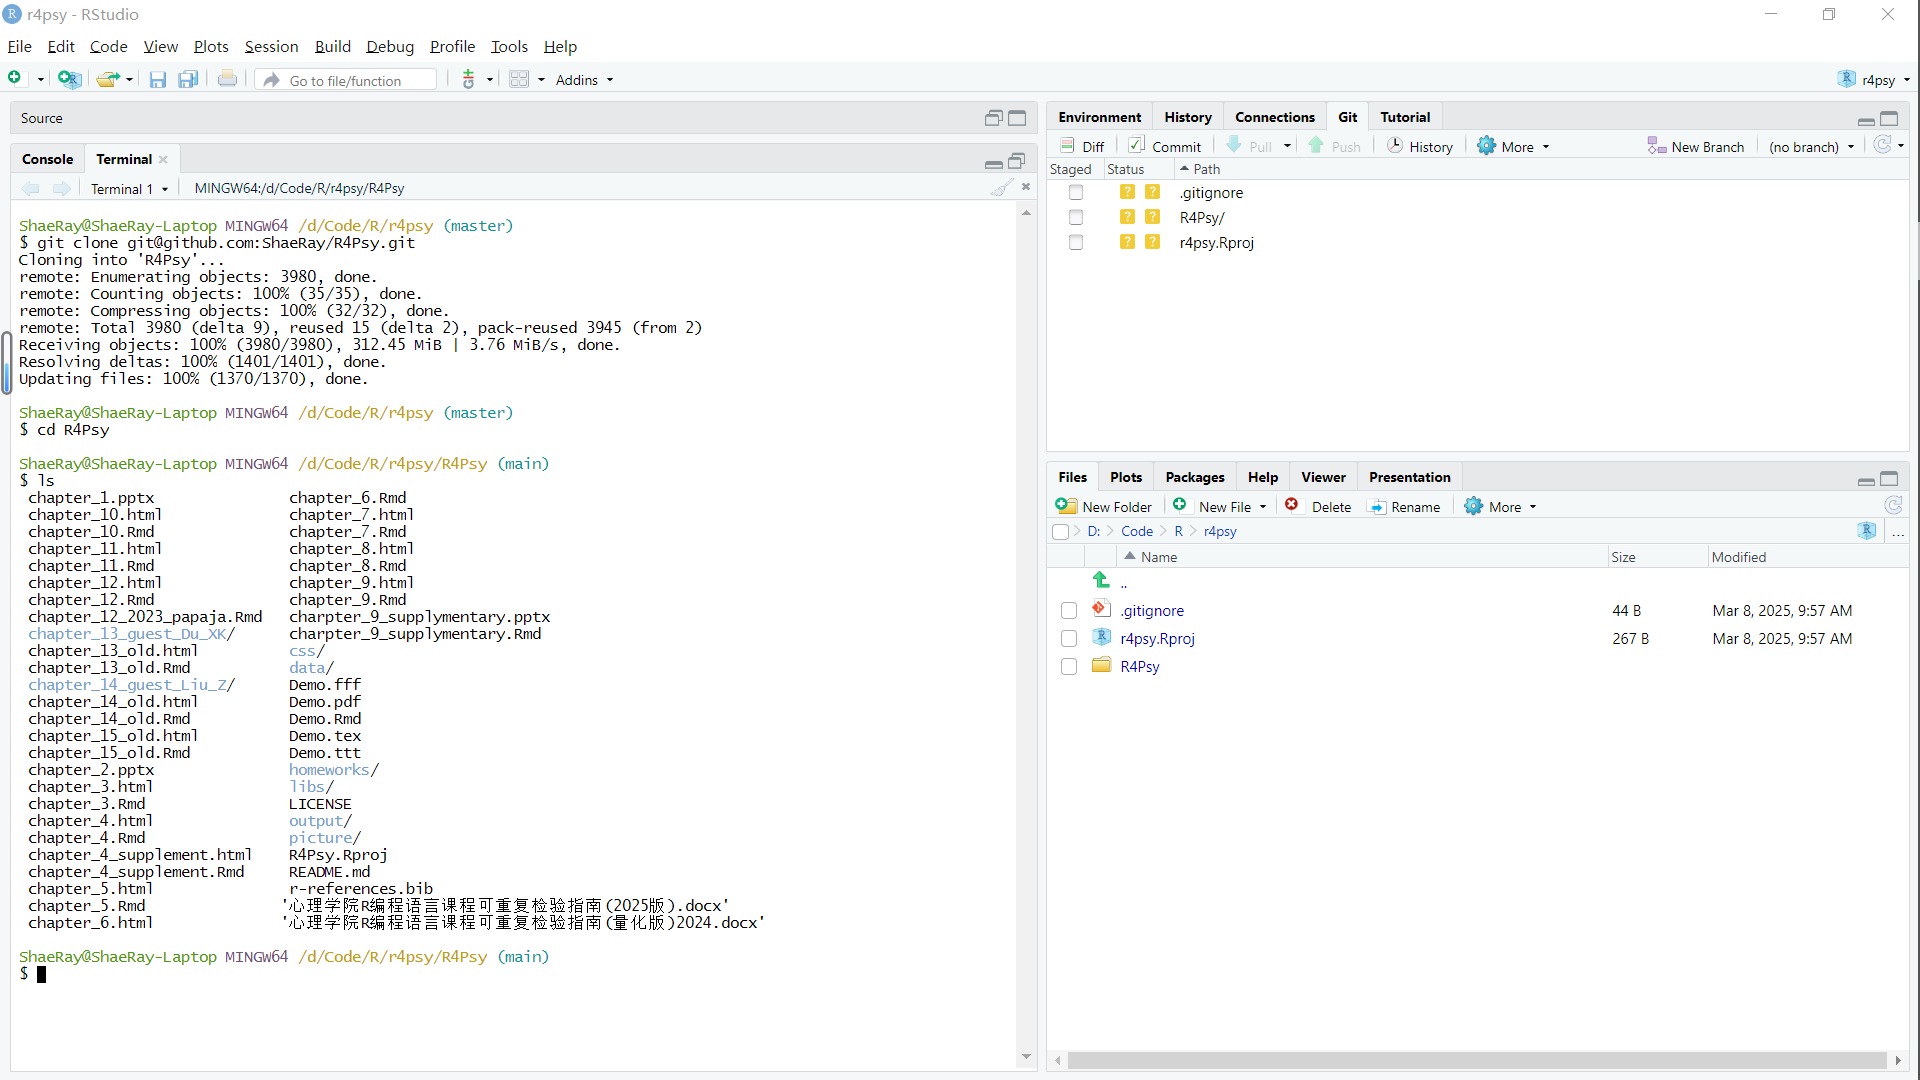 r4psy - RStudio
File Edit Code View Plots Session Build Debug Profile Tools Help
Go to file/function Addins r4psy
Source
Console Terminal
Terminal 1 MINGW64:/d/Code/R/r4psy/R4Psy
ShaeRay@ShaeRay-Laptop MINGW64 /d/Code/R/r4psy (master)
$ git clone git@github.com:ShaeRay/R4Psy.git
Cloning into 'R4Psy'...
remote: Enumerating objects: 3980, done.
remote: Counting objects: 100% (35/35), done.
remote: Compressing objects: 100% (32/32), done.
remote: Total 3980 (delta 9), reused 15 (delta 2), pack-reused 3945 (from 2)
Receiving objects: 100% (3980/3980), 312.45 MiB | 3.76 MiB/s, done.
Resolving deltas: 100% (1401/1401), done.
Updating files: 100% (1370/1370), done.
ShaeRay@ShaeRay-Laptop MINGW64 /d/Code/R/r4psy (master)
$ cd R4Psy
ShaeRay@ShaeRay-Laptop MINGW64 /d/Code/R/r4psy/R4Psy (main)
$ ls
chapter_1.pptx chapter_6.Rmd
chapter_10.html chapter_7.html
chapter_10.Rmd chapter_7.Rmd
chapter_11.html chapter_8.html
chapter_11.Rmd chapter_8.Rmd
chapter_12.html chapter_9.html
chapter_12.Rmd chapter_9.Rmd
chapter_12_2023_papaja.Rmd charpter_9_supplymentary.pptx
chapter_13_guest_Du_XK/ charpter_9_supplymentary.Rmd
chapter_13_old.html css/
chapter_13_old.Rmd data/
chapter_14_guest_Liu_Z/ Demo.fff
chapter_14_old.html Demo.pdf
chapter_14_old.Rmd Demo.Rmd
chapter_15_old.html Demo.tex
chapter_15_old.Rmd Demo.ttt
chapter_2.pptx homeworks/
chapter_3.html libs/
chapter_3.Rmd LICENSE
chapter_4.html output/
chapter_4.Rmd picture/
chapter_4_supplement.html R4Psy.Rproj
chapter_4_supplement.Rmd README.md
chapter_5.html r-references.bib
chapter_5.Rmd '心理学院R编程语言课程可重复检验指南(2025版).docx'
chapter_6.html '心理学院R编程语言课程可重复检验指南(量化版)2024.docx'
ShaeRay@ShaeRay-Laptop MINGW64 /d/Code/R/r4psy/R4Psy (main)
$
Environment History Connections Git Tutorial
Diff Commit Pull Push History More New Branch (no branch)
Staged Status Path
? ? .gitignore
? ? R4Psy/
? ? r4psy.Rproj
Files Plots Packages Help Viewer Presentation
New Folder New File Delete Rename More
D: Code R r4psy ...
Name Size Modified
..
.gitignore 44 B Mar 8, 2025, 9:57 AM
r4psy.Rproj 267 B Mar 8, 2025, 9:57 AM
R4Psy